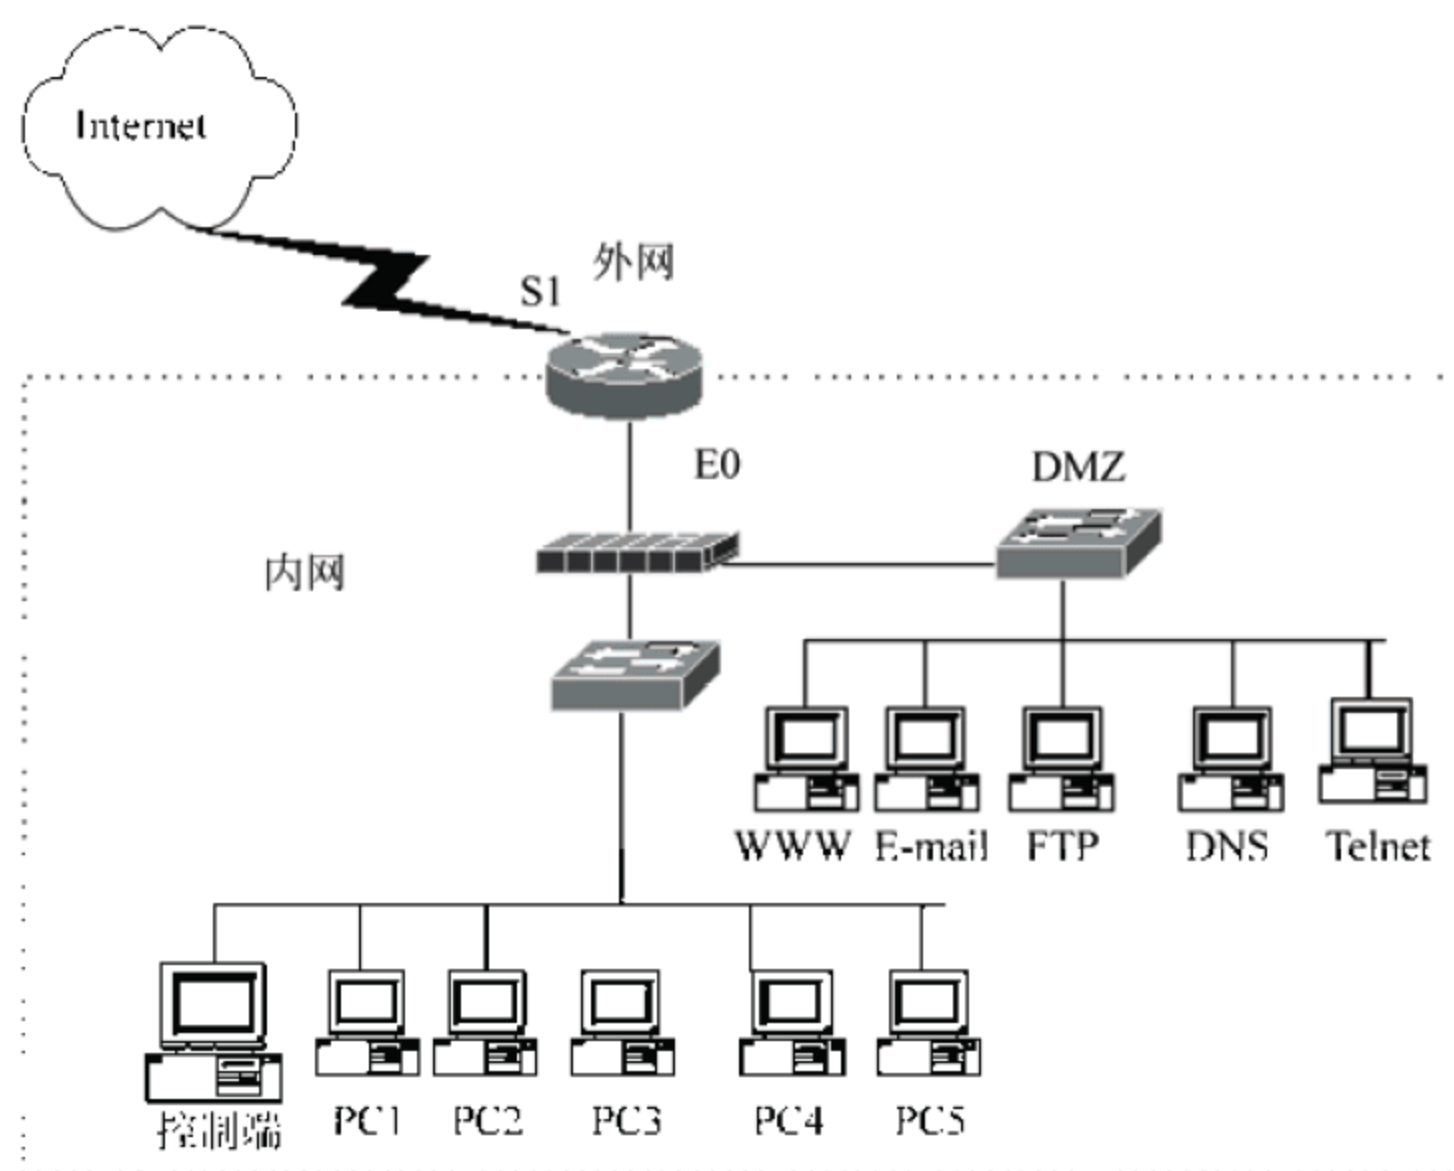 Internet
外网
S1
E0
DMZ
内网
WWW E-mail FTP DNS Telnet
控制端 PC1 PC2 PC3 PC4 PC5